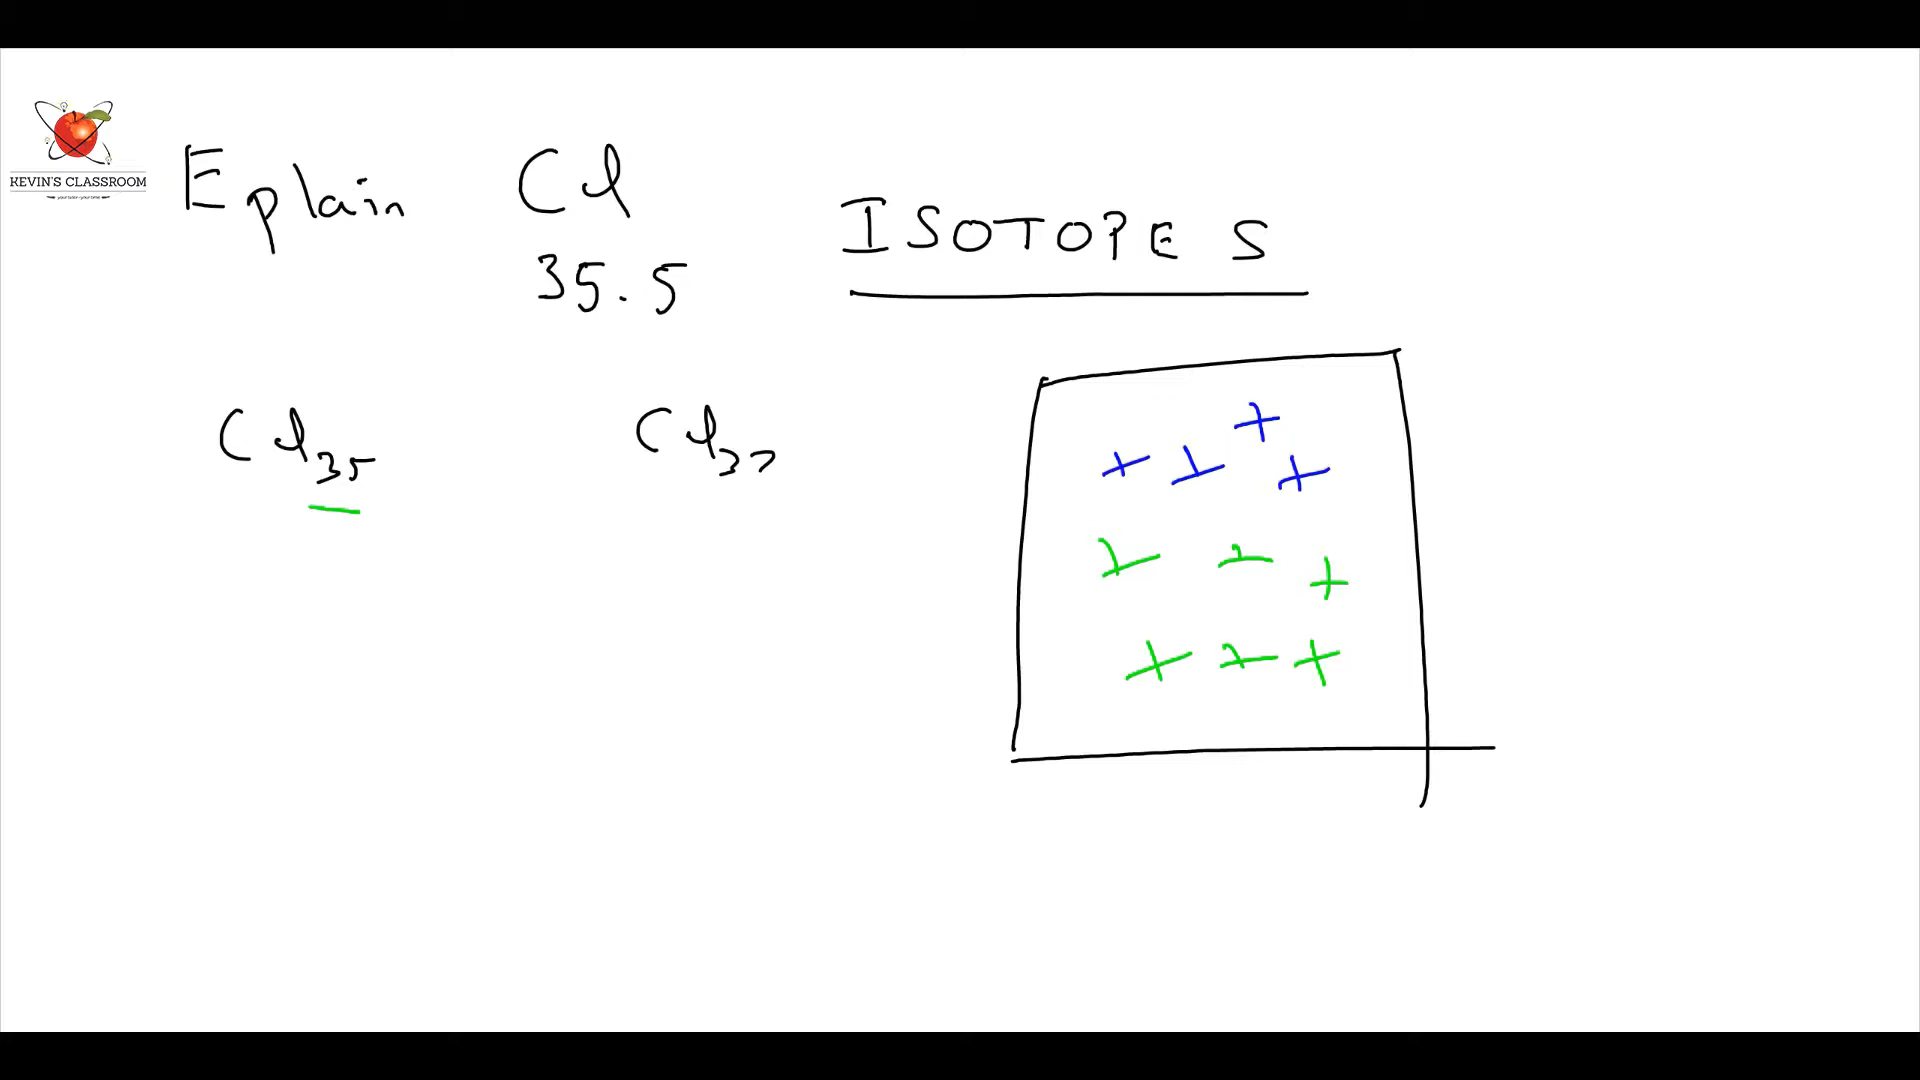 KEVIN'S CLASSROOM
Eplain Cl
35.5
ISOTOPES
Cl35 Cl37
+ + + +
+ + +
+ + +